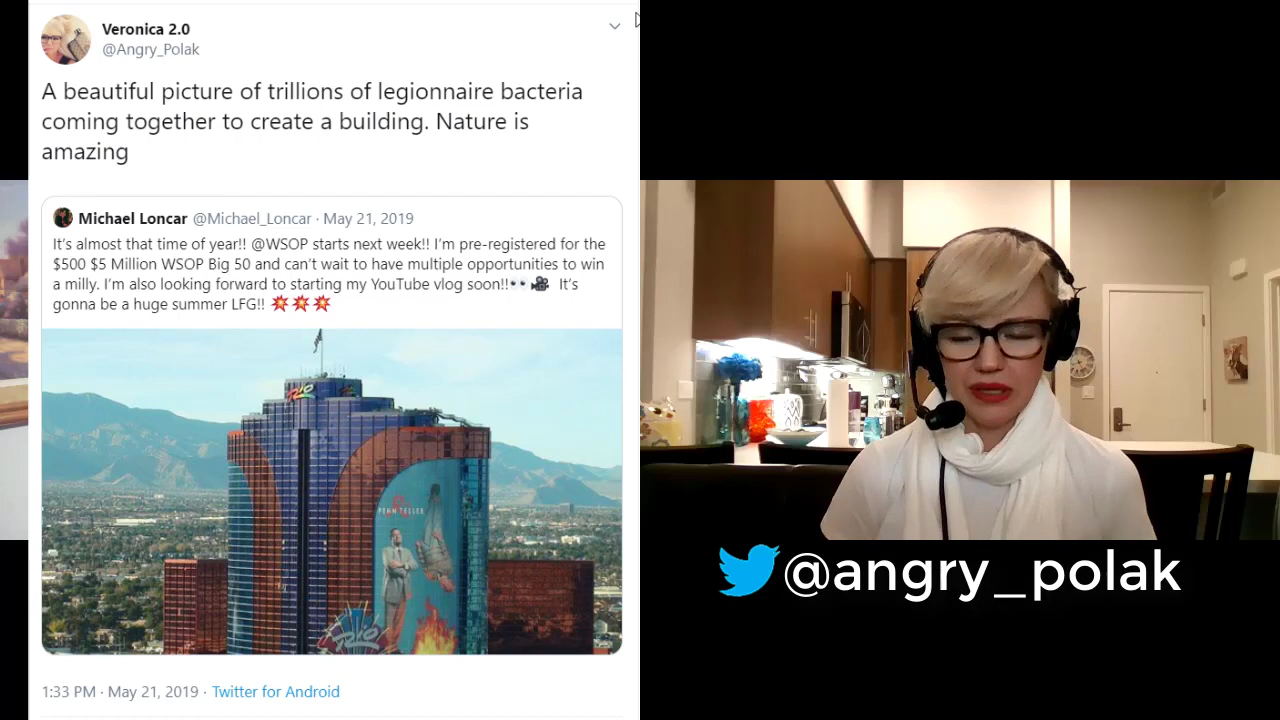 Veronica 2.0
@Angry_Polak
A beautiful picture of trillions of legionnaire bacteria
coming together to create a building. Nature is
amazing
Michael Loncar @Michael_Loncar · May 21, 2019
It's almost that time of year!! @WSOP starts next week!! I'm pre-registered for the
$500 $5 Million WSOP Big 50 and can't wait to have multiple opportunities to win
a milly. I'm also looking forward to starting my YouTube vlog soon!!👀🎥 It's
gonna be a huge summer LFG!! 💥💥💥
RIO
PENN TELLER
RIO
1:33 PM · May 21, 2019 · Twitter for Android
@angry_polak